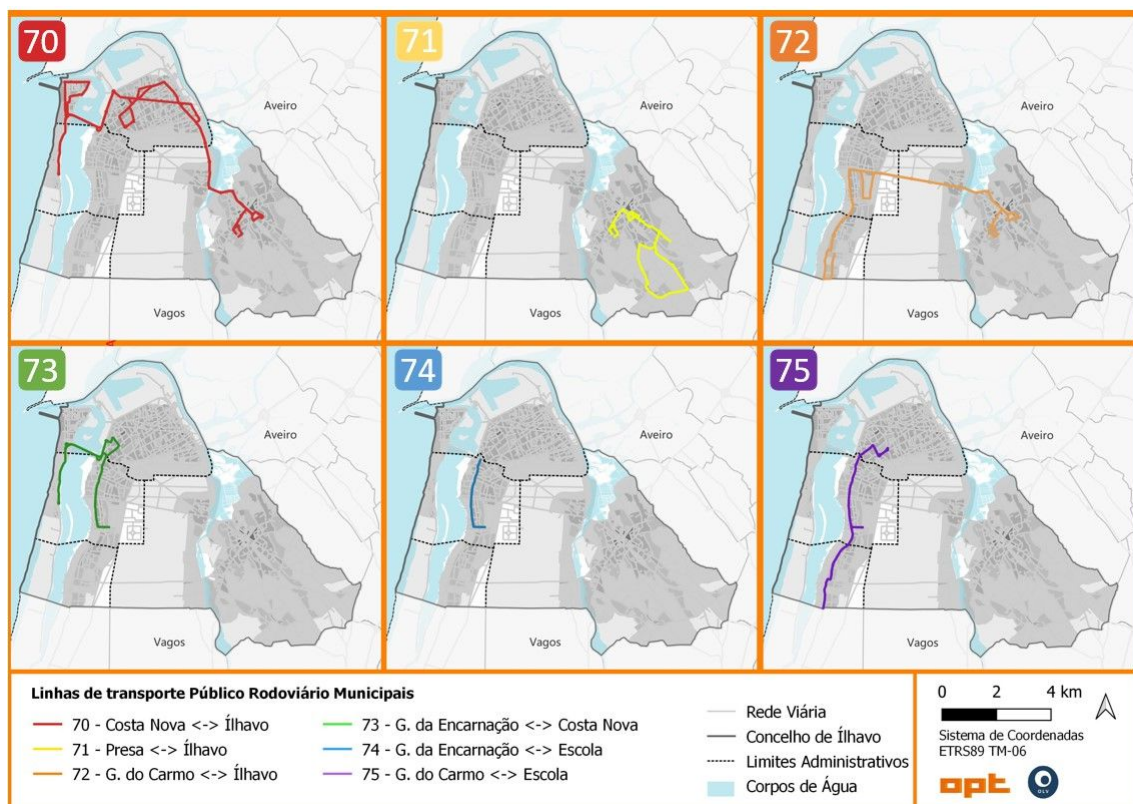 70
71
72
Aveiro
Aveiro
Aveiro
Vagos
Vagos
Vagos
73
74
75
Aveiro
Aveiro
Aveiro
Vagos
Vagos
Vagos
Linhas de transporte Público Rodoviário Municipais
70 - Costa Nova <-> Ílhavo
71 - Presa <-> Ílhavo
72 - G. do Carmo <-> Ílhavo
73 - G. da Encarnação <-> Costa Nova
74 - G. da Encarnação <-> Escola
75 - G. do Carmo <-> Escola
Rede Viária
Concelho de Ílhavo
Limites Administrativos
Corpos de Água
0 2 4 km
Sistema de Coordenadas
ETRS89 TM-06
opt
OLV